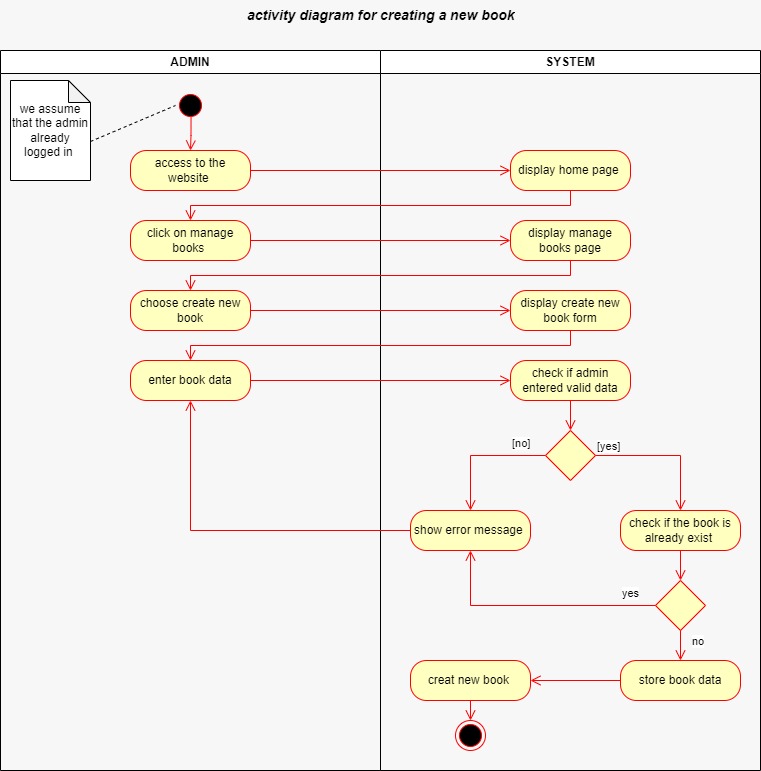 activity diagram for creating a new book
ADMIN
SYSTEM
we assume
that the admin
already
logged in
access to the
website
display home page
click on manage
books
display manage
books page
choose create new
book
display create new
book form
enter book data
check if admin
entered valid data
[no]
[yes]
show error message
check if the book is
already exist
yes
no
creat new book
store book data